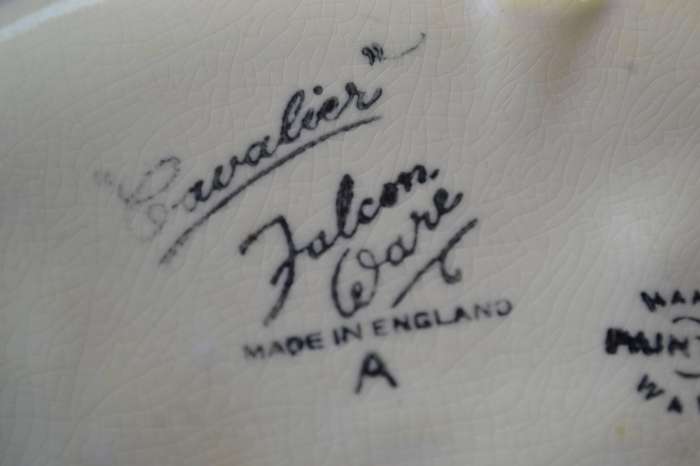 "Cavalier"
Falcon
Ware
MADE IN ENGLAND
A